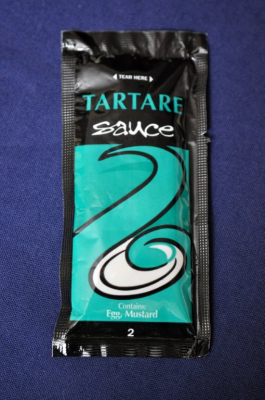 TEAR HERE
TARTARE
sauce
Contains:
Egg, Mustard
2